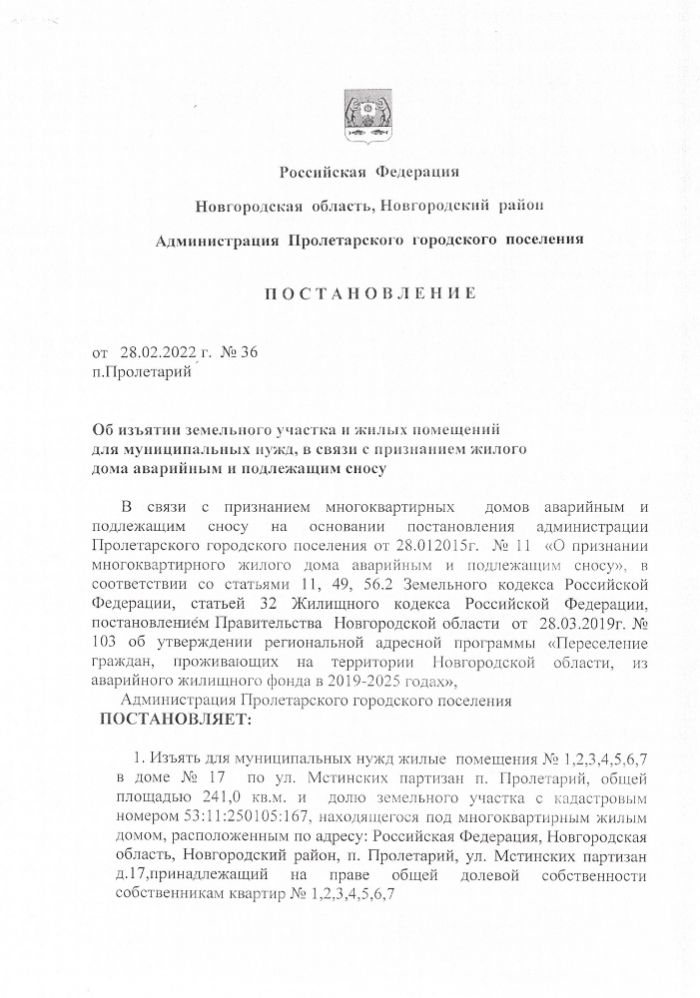 Российская Федерация
Новгородская область, Новгородский район
Администрация Пролетарского городского поселения
П О С Т А Н О В Л Е Н И Е
от 28.02.2022 г. № 36
п.Пролетарий
Об изъятии земельного участка и жилых помещений
для муниципальных нужд, в связи с признанием жилого
дома аварийным и подлежащим сносу
В связи с признанием многоквартирных домов аварийным и
подлежащим сносу на основании постановления администрации
Пролетарского городского поселения от 28.012015г. № 11 «О признании
многоквартирного жилого дома аварийным и подлежащим сносу», в
соответствии со статьями 11, 49, 56.2 Земельного кодекса Российской
Федерации, статьей 32 Жилищного кодекса Российской Федерации,
постановлением Правительства Новгородской области от 28.03.2019г. №
103 об утверждении региональной адресной программы «Переселение
граждан, проживающих на территории Новгородской области, из
аварийного жилищного фонда в 2019-2025 годах»,
Администрация Пролетарского городского поселения
ПОСТАНОВЛЯЕТ:
1. Изъять для муниципальных нужд жилые помещения № 1,2,3,4,5,6,7
в доме № 17 по ул. Мстинских партизан п. Пролетарий, общей
площадью 241,0 кв.м. и долю земельного участка с кадастровым
номером 53:11:250105:167, находящегося под многоквартирным жилым
домом, расположенным по адресу: Российская Федерация, Новгородская
область, Новгородский район, п. Пролетарий, ул. Мстинских партизан
д.17,принадлежащий на праве общей долевой собственности
собственникам квартир № 1,2,3,4,5,6,7